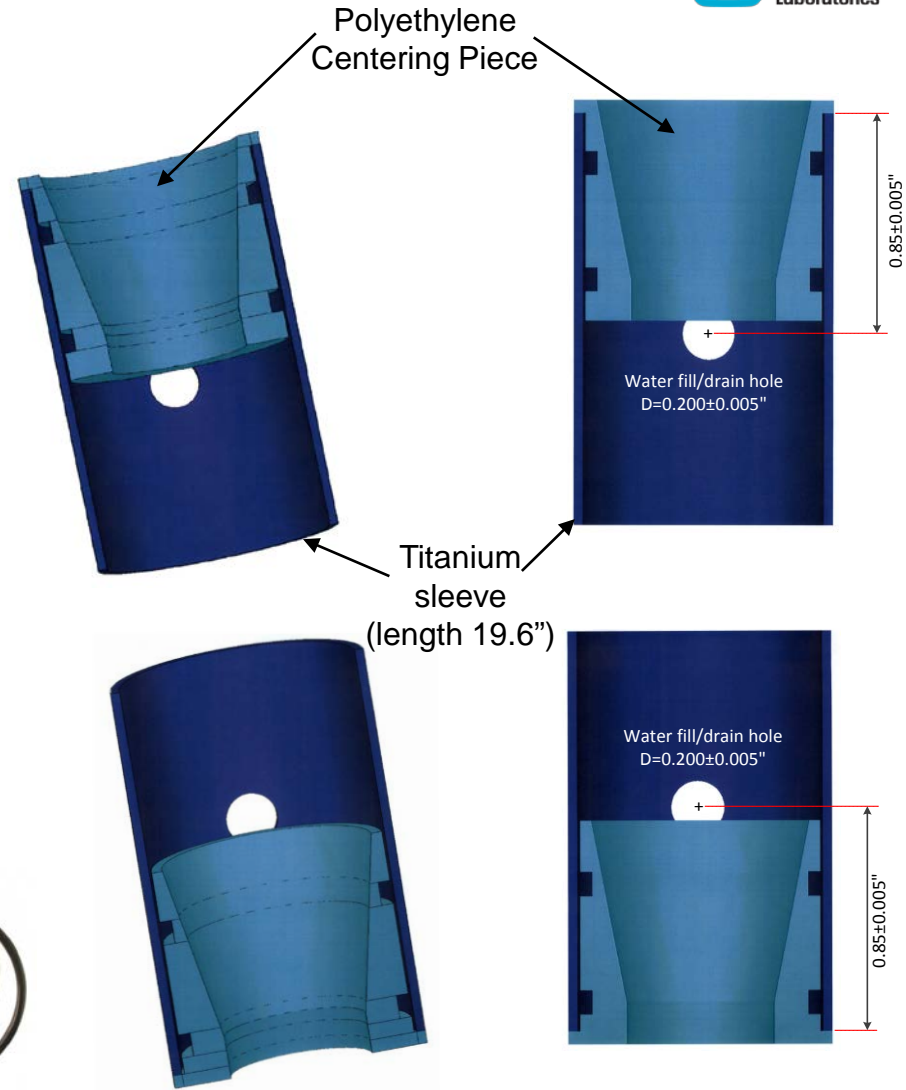 Laboratories
Polyethylene
Centering Piece
0.85±0.005"
Water fill/drain hole
D=0.200±0.005"
Titanium
sleeve
(length 19.6”)
Water fill/drain hole
D=0.200±0.005"
0.85±0.005"